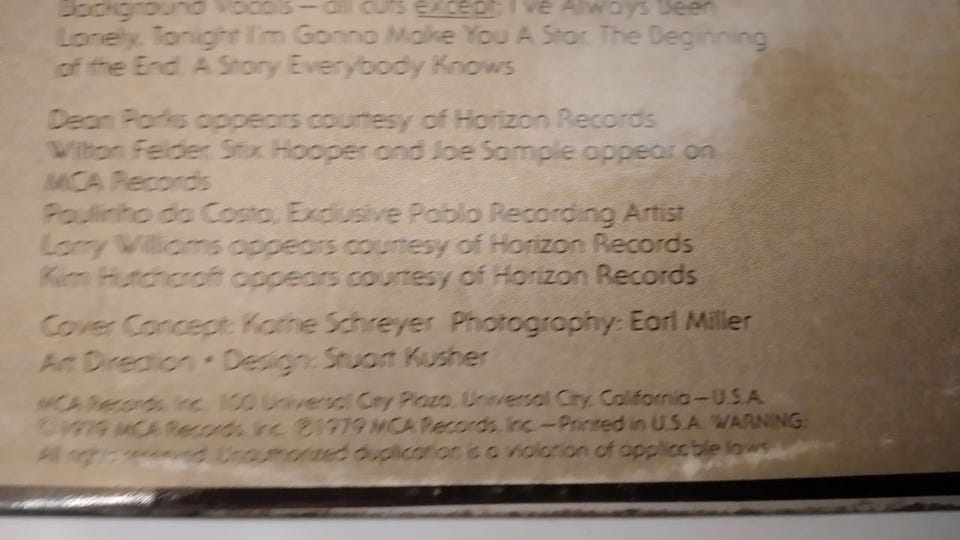 Background Vocals — all cuts except: I've Always Been
Lonely, Tonight I'm Gonna Make You A Star, The Beginning
of the End, A Story Everybody Knows
Dean Parks appears courtesy of Horizon Records
Wilton Felder, Stix Hooper and Joe Sample appear on
MCA Records
Paulinho da Costa, Exclusive Pablo Recording Artist
Larry Williams appears courtesy of Horizon Records
Kim Hutchcroft appears courtesy of Horizon Records
Cover Concept: Kathe Schreyer Photography: Earl Miller
Art Direction • Design: Stuart Kusher
MCA Records, Inc. 100 Universal City Plaza, Universal City, California — U.S.A.
©1979 MCA Records, Inc. ℗1979 MCA Records, Inc. — Printed in U.S.A. WARNING:
All rights reserved. Unauthorized duplication is a violation of applicable laws.